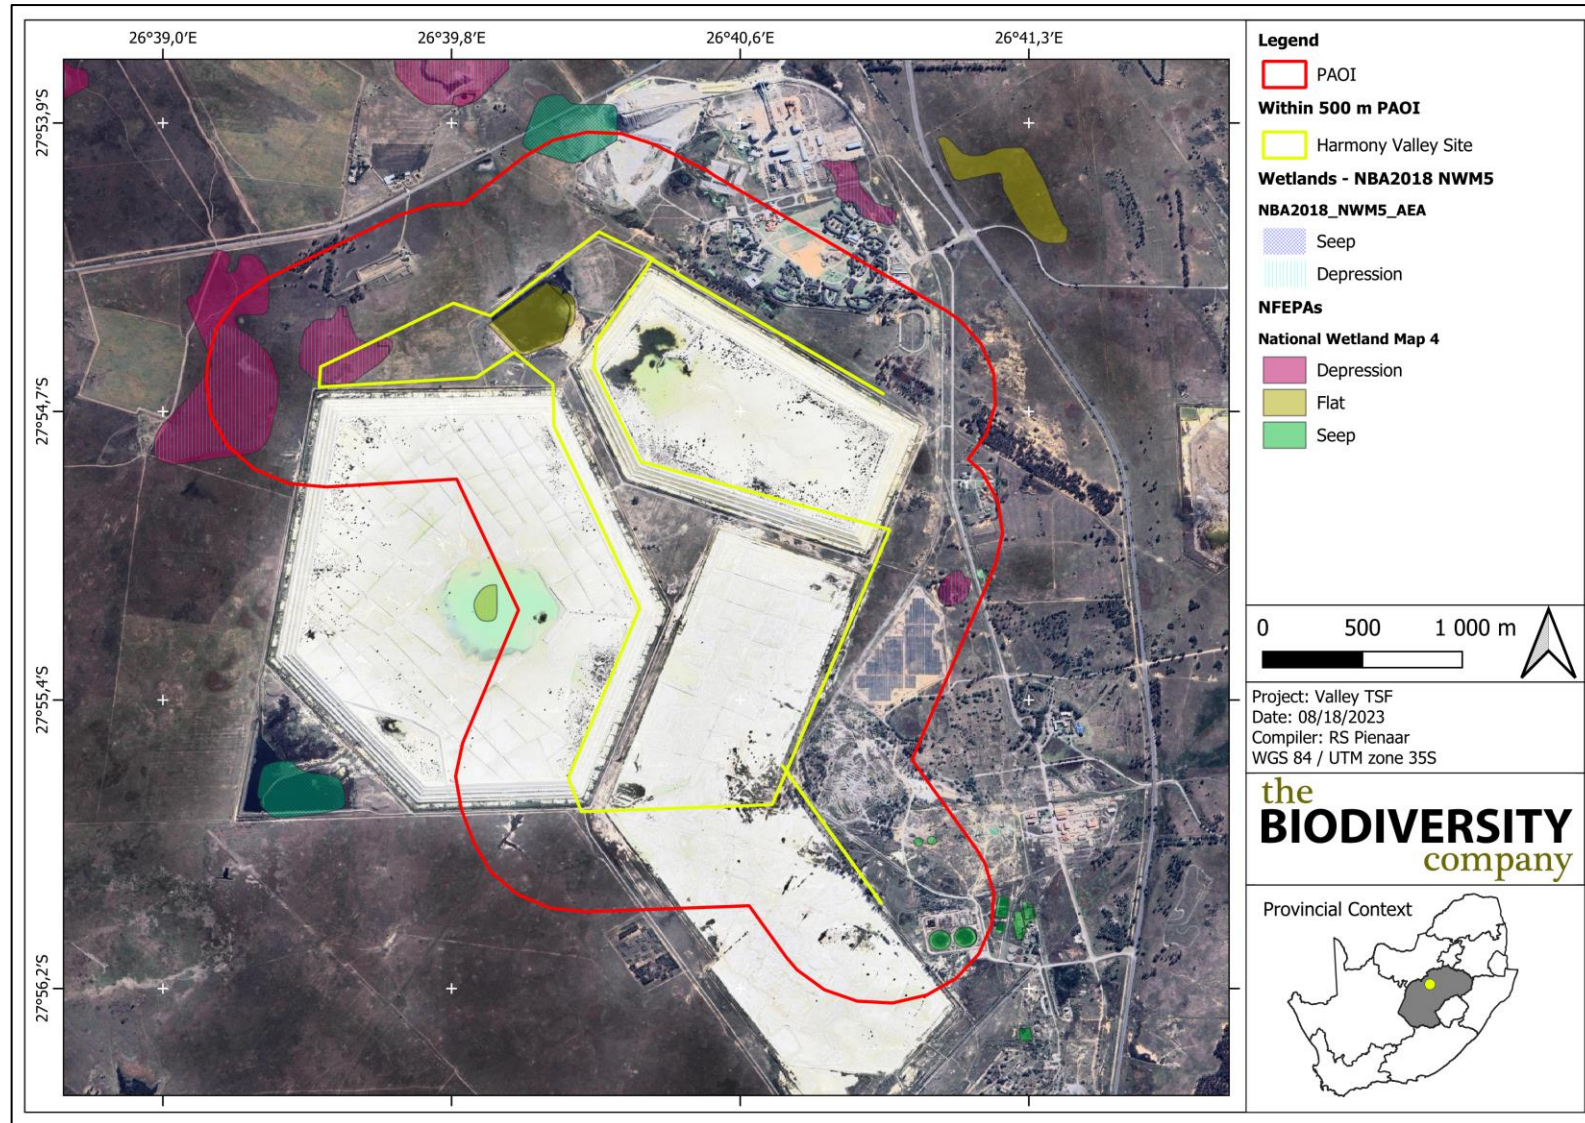 26°39,0'E 26°39,8'E 26°40,6'E 26°41,3'E
27°53,9'S
27°54,7'S
27°55,4'S
27°56,2'S
Legend
PAOI
Within 500 m PAOI
Harmony Valley Site
Wetlands - NBA2018 NWM5
NBA2018_NWM5_AEA
Seep
Depression
NFEPAs
National Wetland Map 4
Depression
Flat
Seep
0 500 1 000 m
Project: Valley TSF
Date: 08/18/2023
Compiler: RS Pienaar
WGS 84 / UTM zone 35S
the
BIODIVERSITY
company
Provincial Context